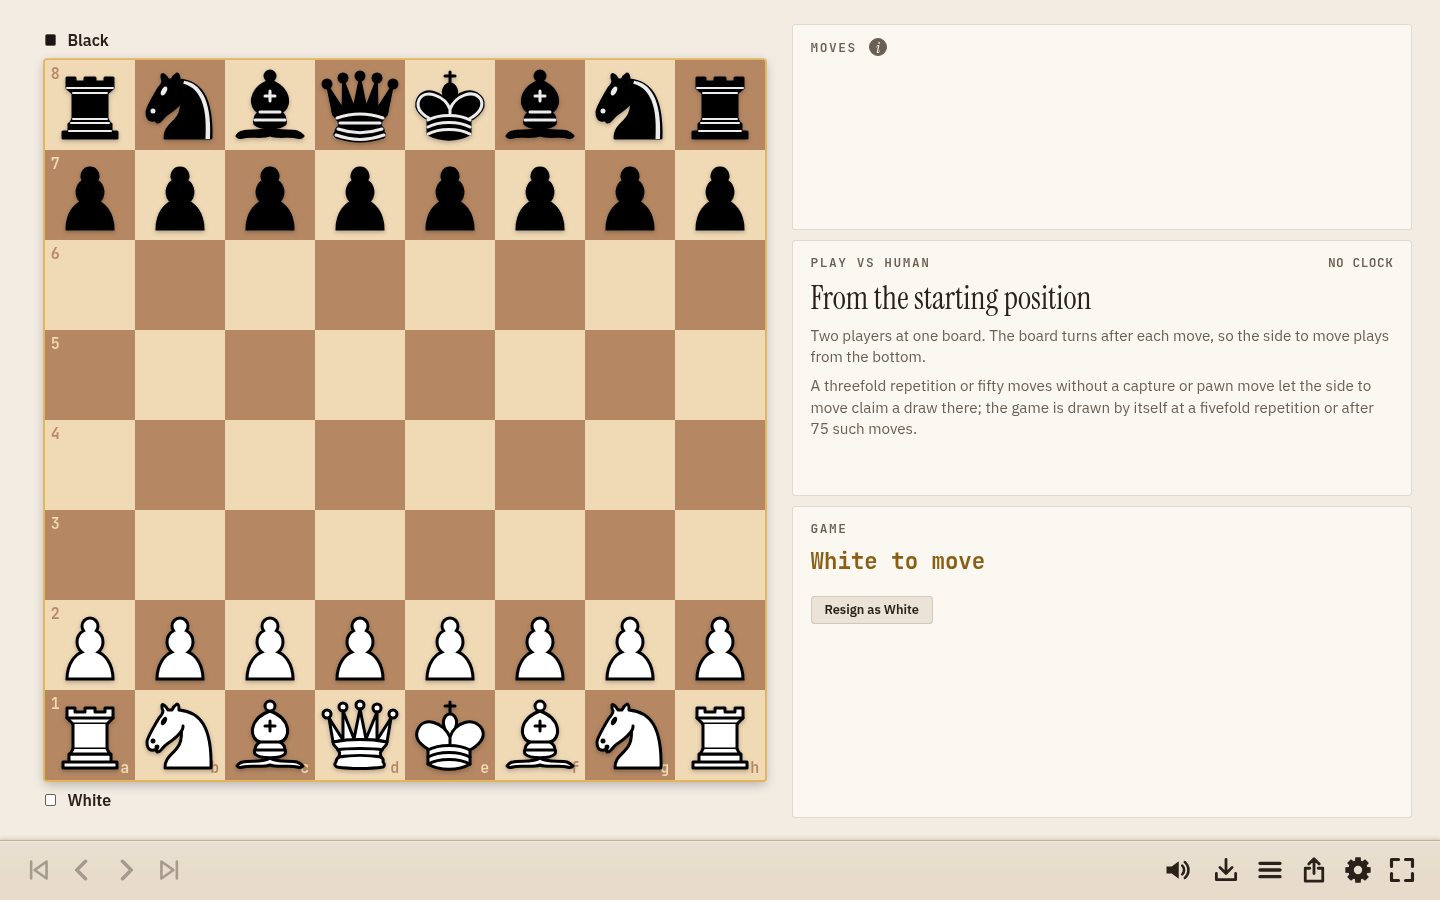 Black
8
7
6
5
4
3
2
1
a b c d e f g h
White
MOVES i
PLAY VS HUMAN NO CLOCK
From the starting position
Two players at one board. The board turns after each move, so the side to move plays
from the bottom.
A threefold repetition or fifty moves without a capture or pawn move let the side to
move claim a draw there; the game is drawn by itself at a fivefold repetition or after
75 such moves.
GAME
White to move
Resign as White